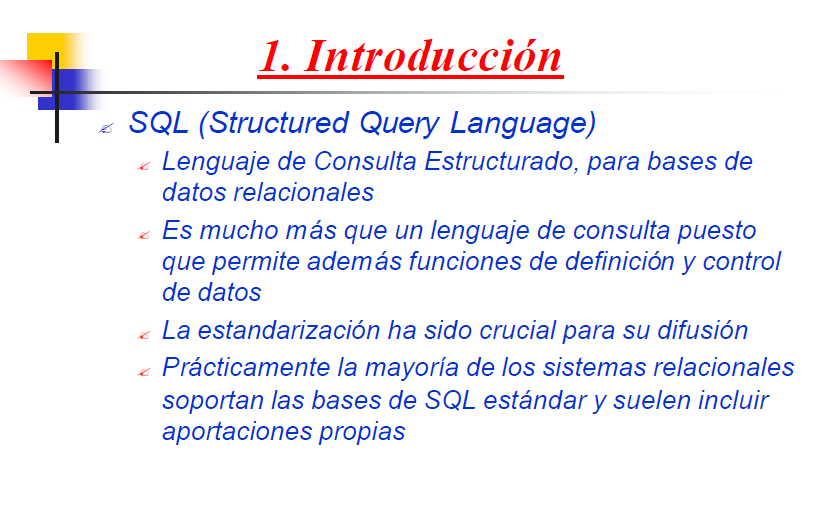 1. Introducción
SQL (Structured Query Language)
Lenguaje de Consulta Estructurado, para bases de
datos relacionales
Es mucho más que un lenguaje de consulta puesto
que permite además funciones de definición y control
de datos
La estandarización ha sido crucial para su difusión
Prácticamente la mayoría de los sistemas relacionales
soportan las bases de SQL estándar y suelen incluir
aportaciones propias